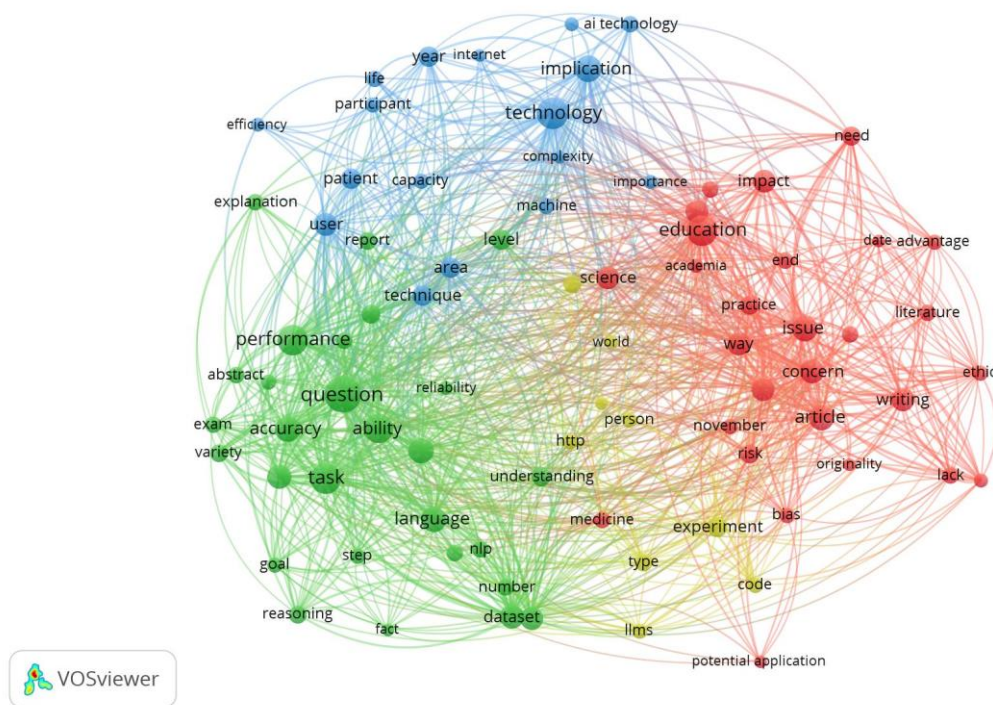 ai technology
year
internet
implication
life
participant
technology
efficiency
need
complexity
patient
capacity
importance
impact
explanation
machine
user
education
report
level
date
advantage
area
science
academia
end
technique
practice
literature
performance
world
way
issue
abstract
concern
ethic
question
reliability
writing
exam
accuracy
ability
person
november
article
variety
http
risk
originality
task
understanding
lack
language
medicine
experiment
bias
goal
step
nlp
type
code
number
reasoning
fact
dataset
llms
potential application
VOSviewer